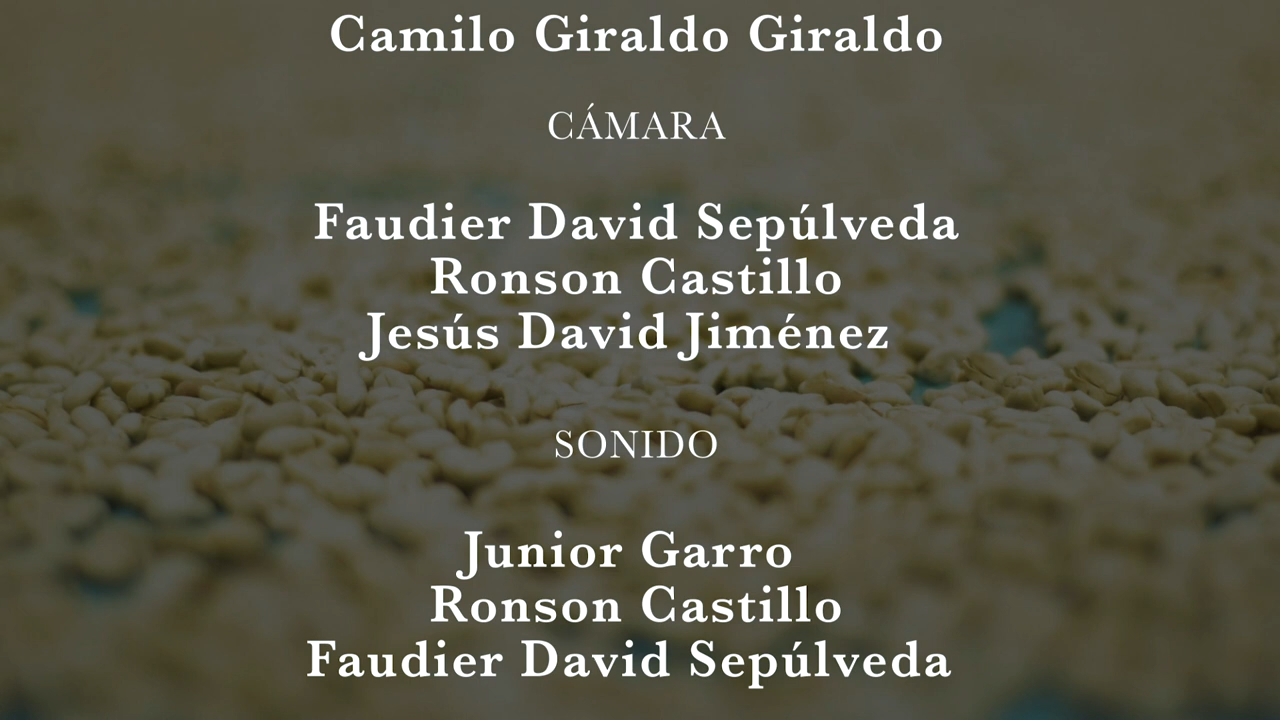 Camilo Giraldo Giraldo
CÁMARA
Faudier David Sepúlveda
Ronson Castillo
Jesús David Jiménez
SONIDO
Junior Garro
Ronson Castillo
Faudier David Sepúlveda